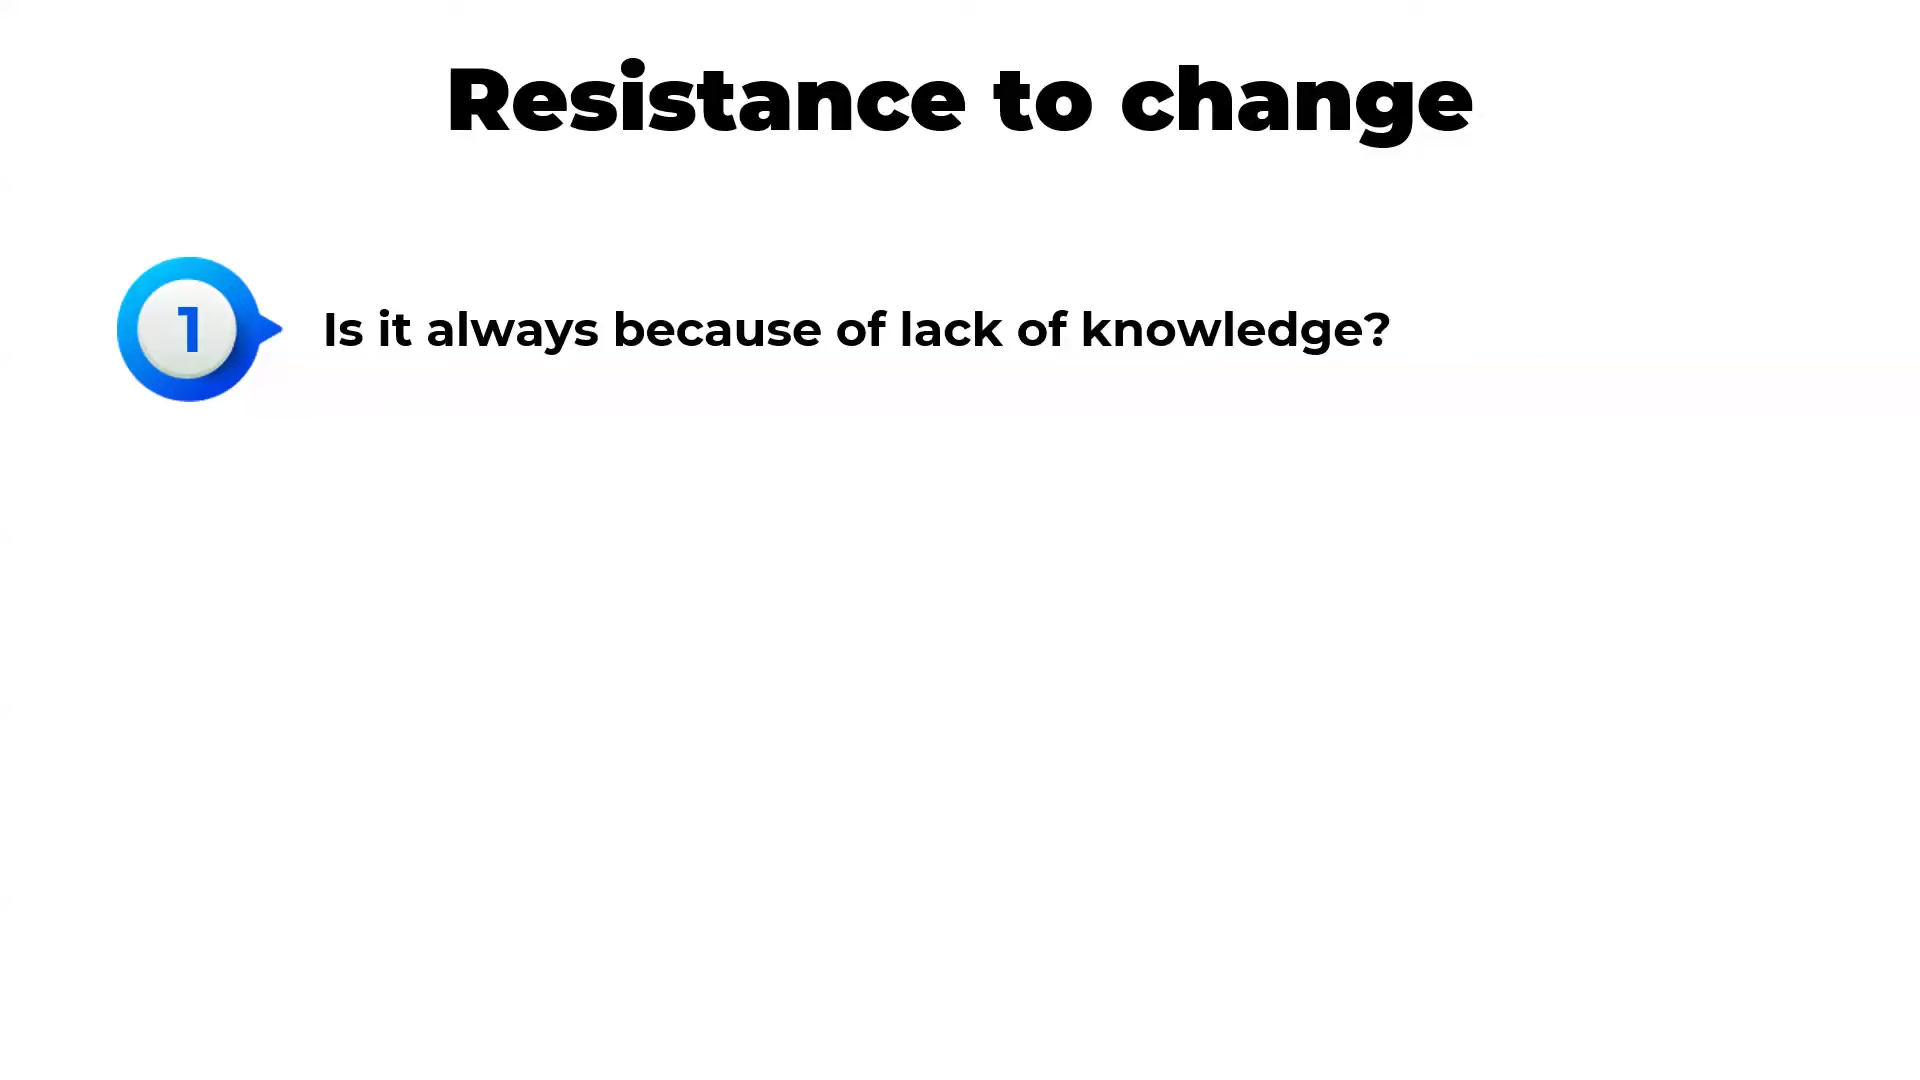 Resistance to change
1
Is it always because of lack of knowledge?